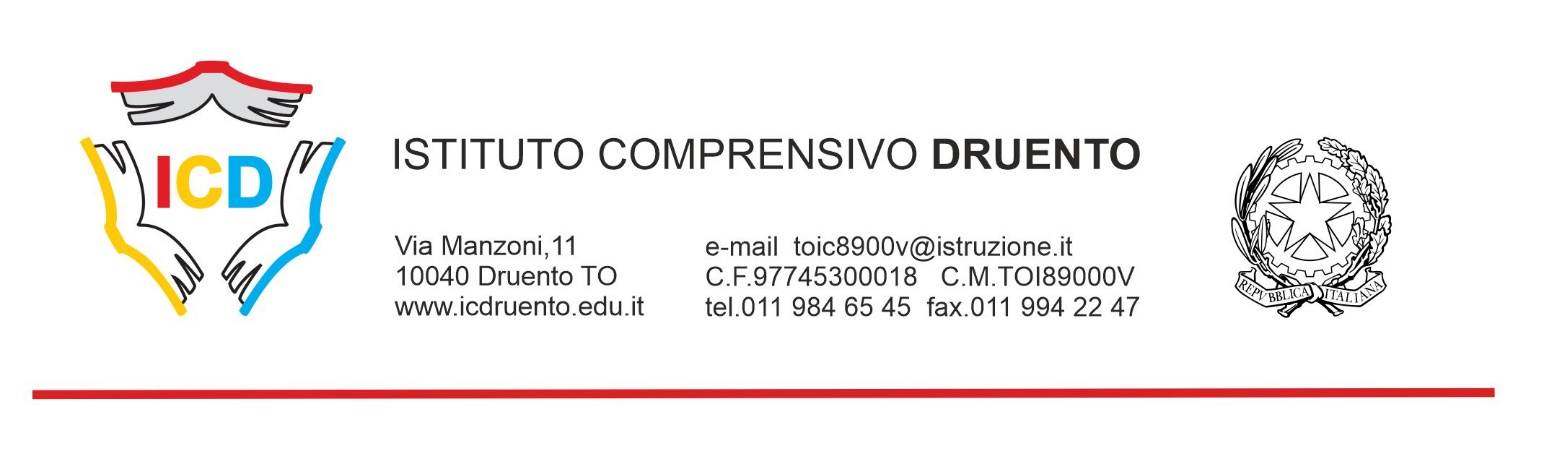 ICD
ISTITUTO COMPRENSIVO DRUENTO
Via Manzoni,11
10040 Druento TO
www.icdruento.edu.it
e-mail toic8900v@istruzione.it
C.F.97745300018 C.M.TOI89000V
tel.011 984 65 45 fax.011 994 22 47
REPVBBLICA ITALIANA